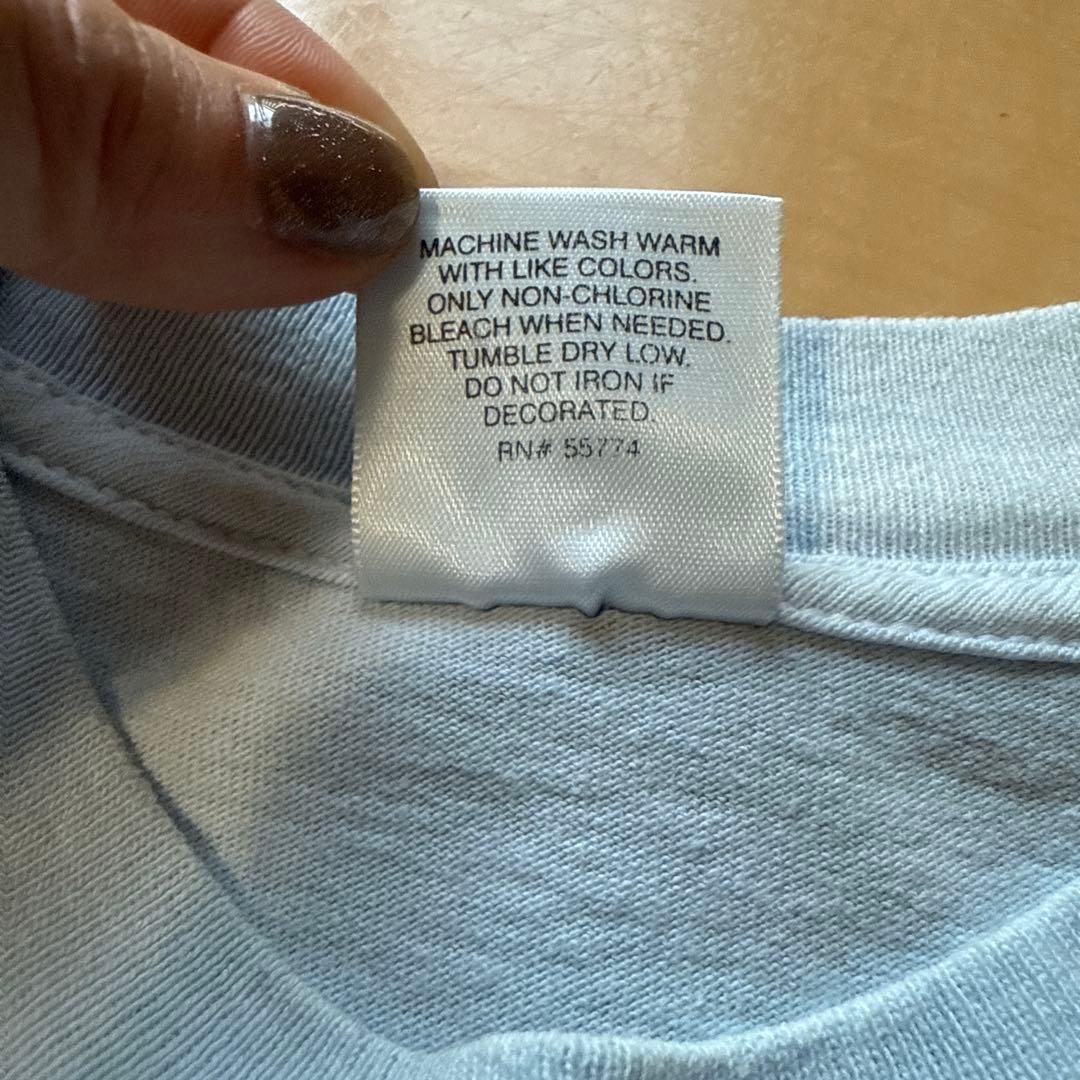 MACHINE WASH WARM
WITH LIKE COLORS.
ONLY NON-CHLORINE
BLEACH WHEN NEEDED.
TUMBLE DRY LOW.
DO NOT IRON IF
DECORATED.
RN# 55774